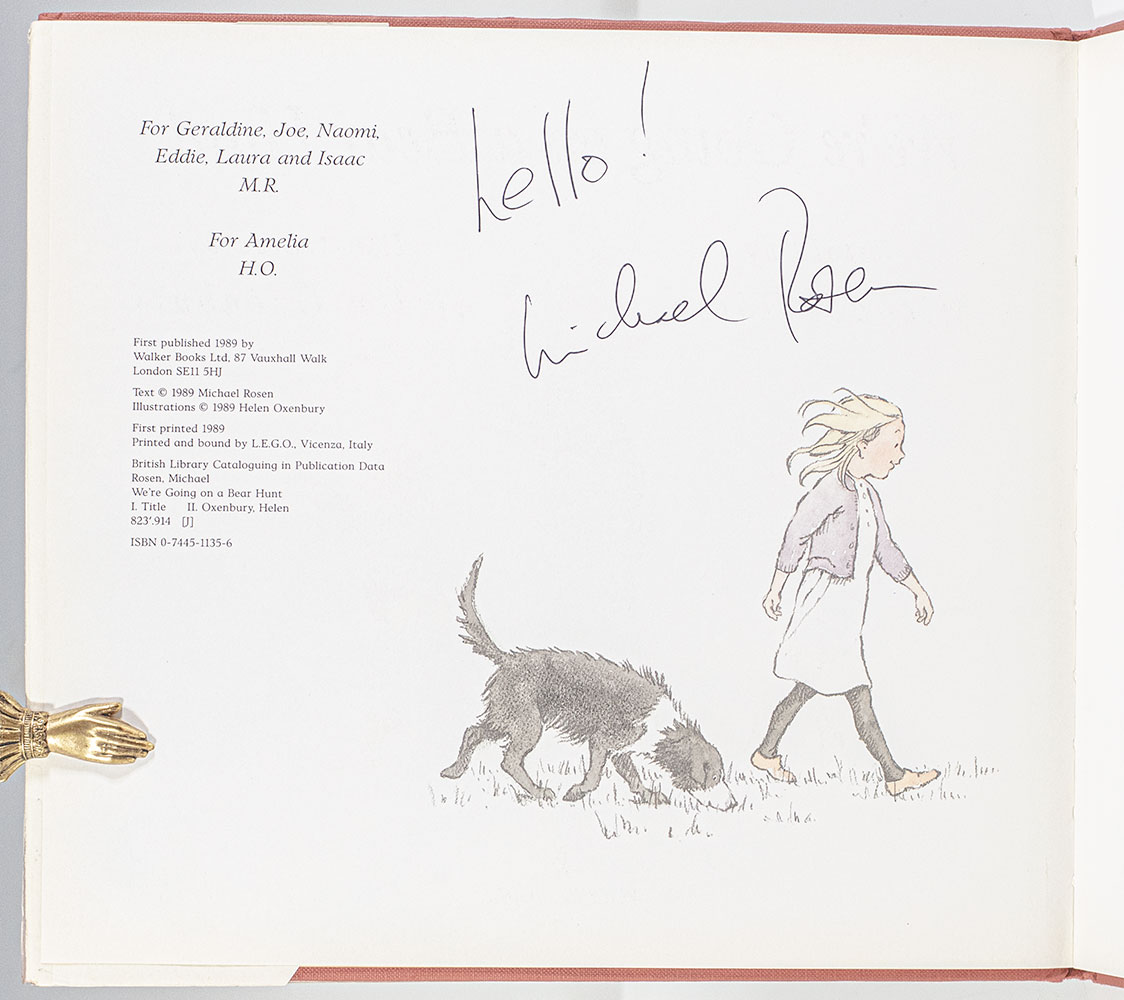 For Geraldine, Joe, Naomi,
Eddie, Laura and Isaac
M.R.
For Amelia
H.O.
First published 1989 by
Walker Books Ltd, 87 Vauxhall Walk
London SE11 5HJ
Text © 1989 Michael Rosen
Illustrations © 1989 Helen Oxenbury
First printed 1989
Printed and bound by L.E.G.O., Vicenza, Italy
British Library Cataloguing in Publication Data
Rosen, Michael
We're Going on a Bear Hunt
I. Title II. Oxenbury, Helen
823'.914 [J]
ISBN 0-7445-1135-6
hello!
Michael Rosen